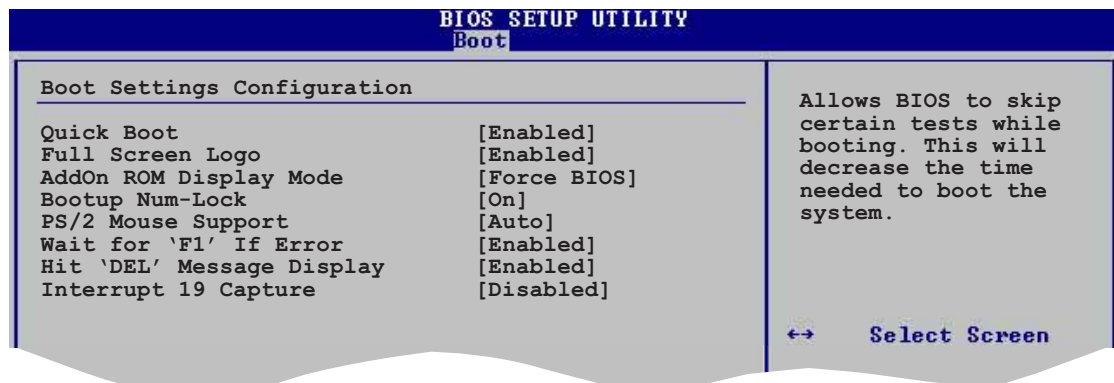 BIOS SETUP UTILITY
Boot
Boot Settings Configuration
Quick Boot [Enabled]
Full Screen Logo [Enabled]
AddOn ROM Display Mode [Force BIOS]
Bootup Num-Lock [On]
PS/2 Mouse Support [Auto]
Wait for ‘F1’ If Error [Enabled]
Hit ‘DEL’ Message Display [Enabled]
Interrupt 19 Capture [Disabled]
Allows BIOS to skip
certain tests while
booting. This will
decrease the time
needed to boot the
system.
↔ Select Screen